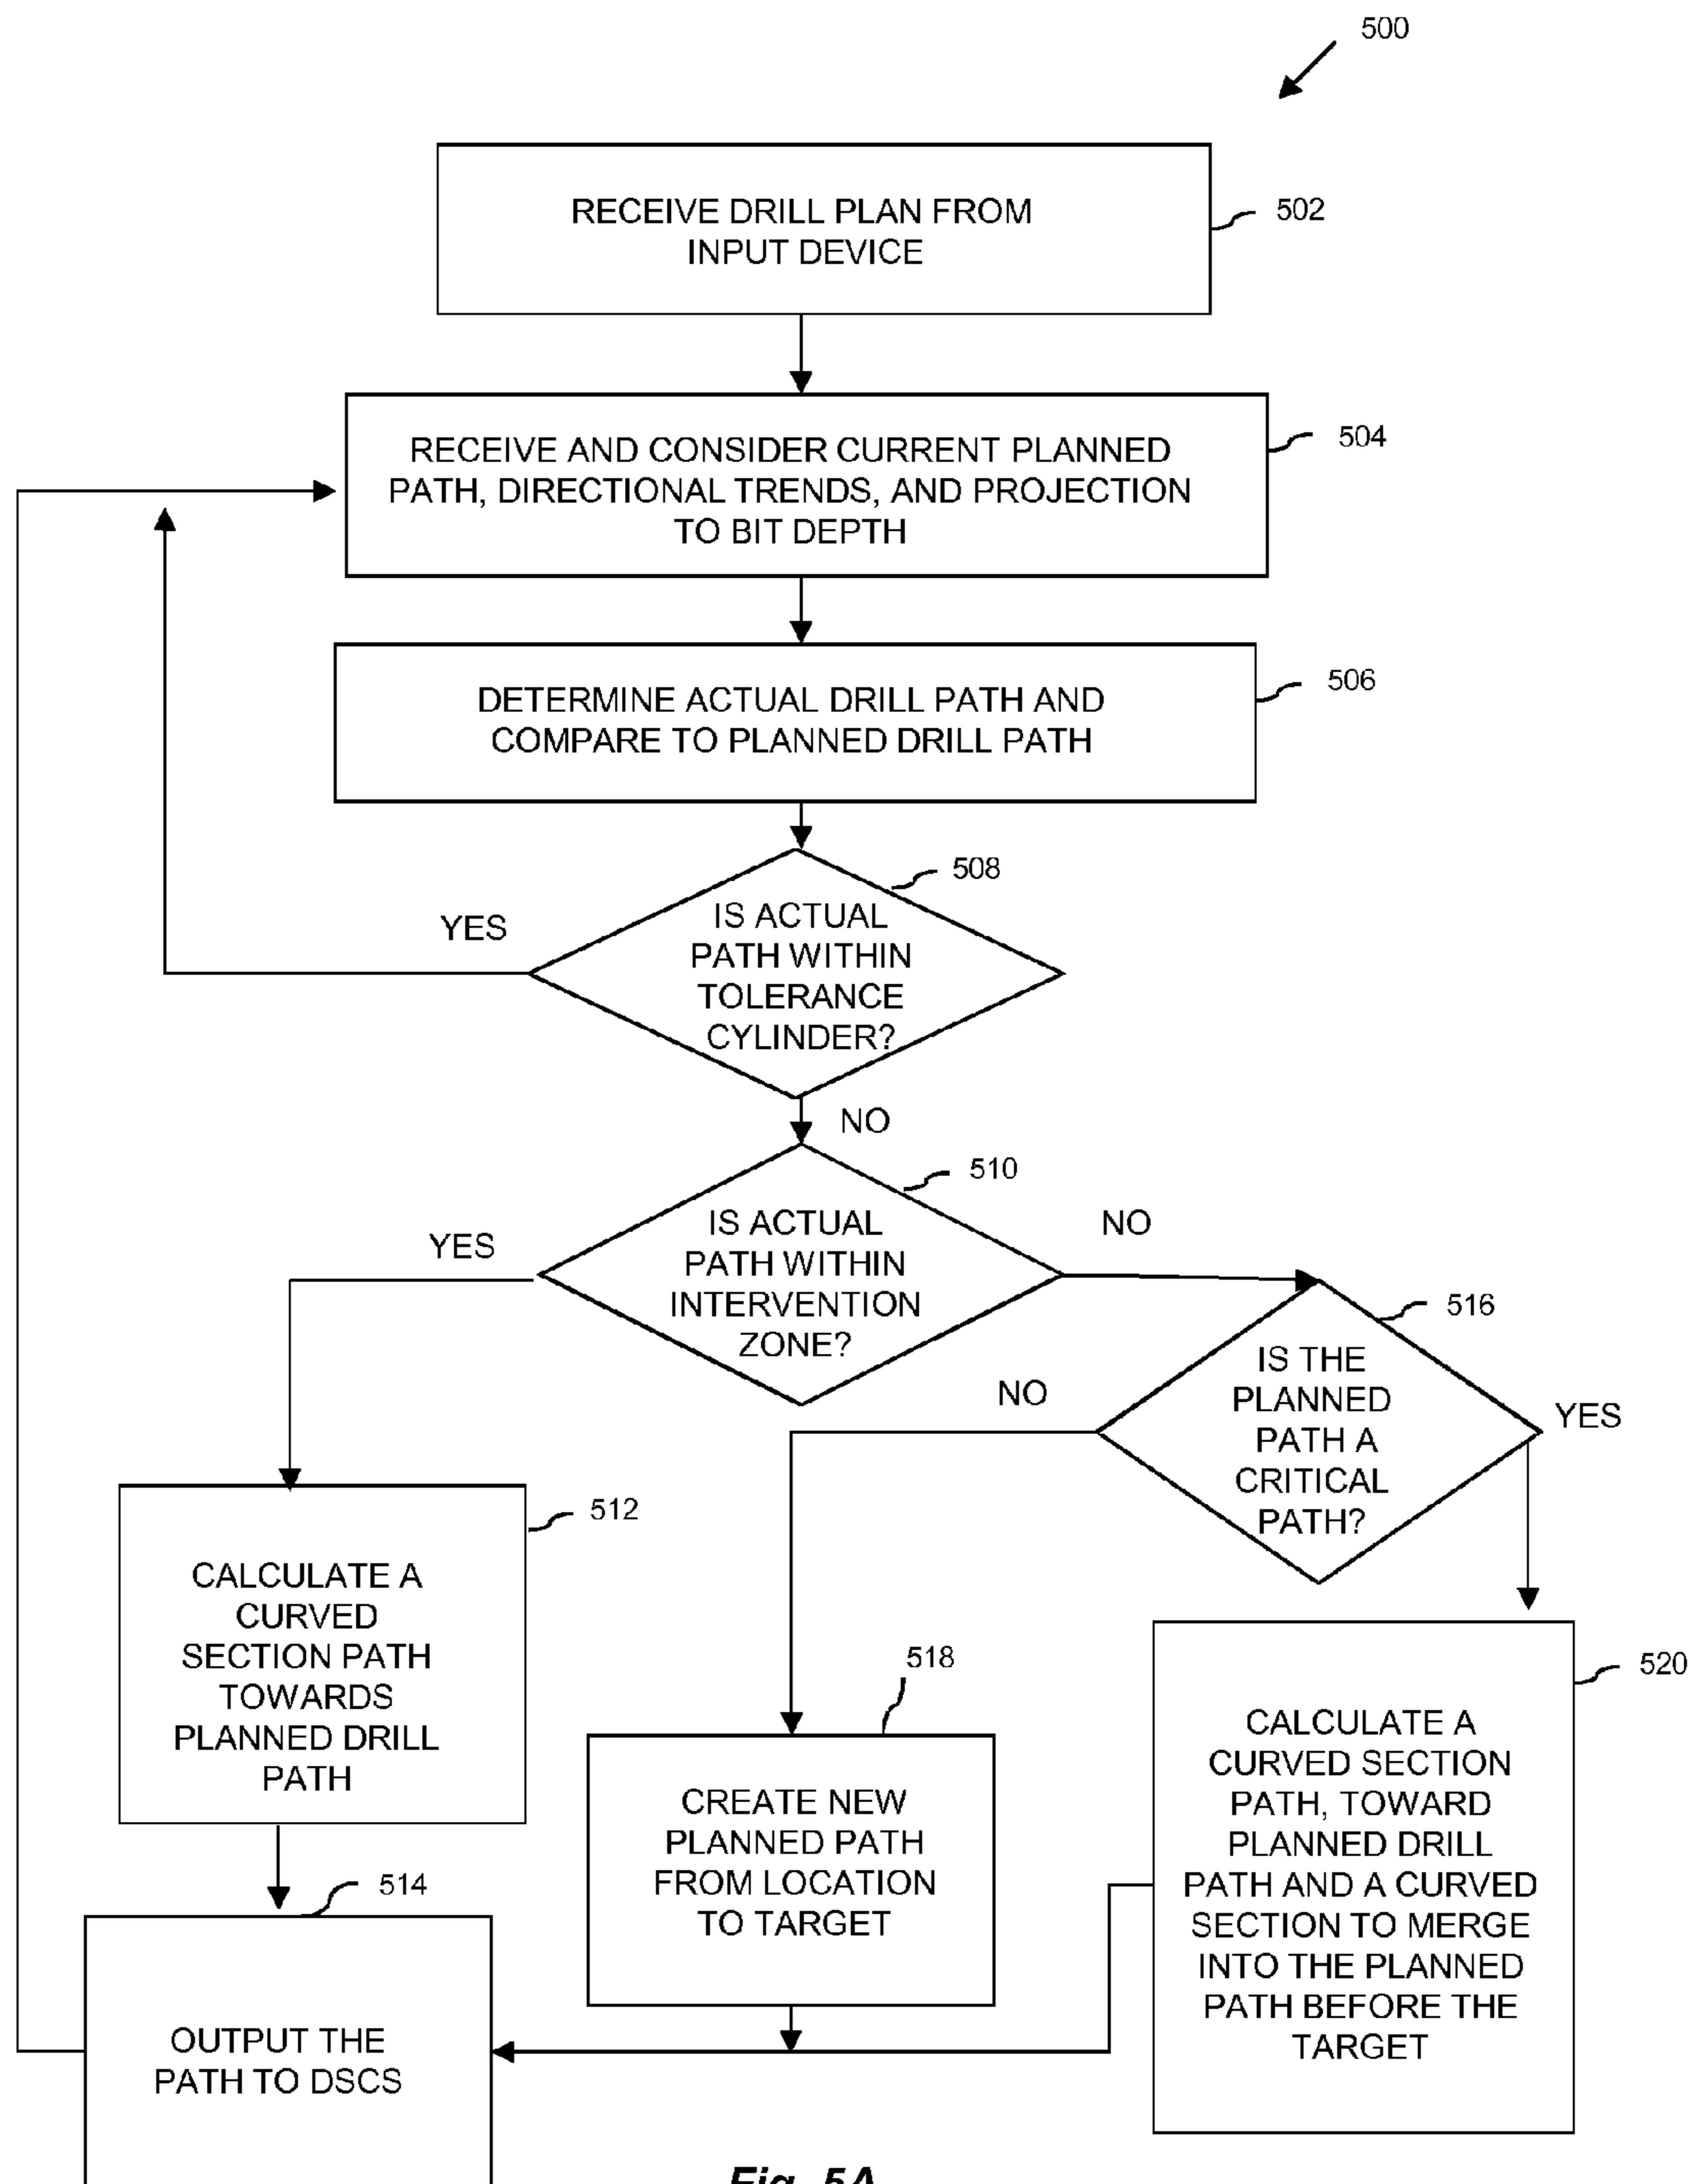 500
RECEIVE DRILL PLAN FROM
INPUT DEVICE
502
RECEIVE AND CONSIDER CURRENT PLANNED
PATH, DIRECTIONAL TRENDS, AND PROJECTION
TO BIT DEPTH
504
DETERMINE ACTUAL DRILL PATH AND
COMPARE TO PLANNED DRILL PATH
506
508
YES
IS ACTUAL
PATH WITHIN
TOLERANCE
CYLINDER?
NO
510
YES
IS ACTUAL
PATH WITHIN
INTERVENTION
ZONE?
NO
516
NO
IS THE
PLANNED
PATH A
CRITICAL
PATH?
YES
512
CALCULATE A
CURVED
SECTION PATH
TOWARDS
PLANNED DRILL
PATH
518
CREATE NEW
PLANNED PATH
FROM LOCATION
TO TARGET
520
CALCULATE A
CURVED SECTION
PATH, TOWARD
PLANNED DRILL
PATH AND A CURVED
SECTION TO MERGE
INTO THE PLANNED
PATH BEFORE THE
TARGET
514
OUTPUT THE
PATH TO DSCS
Fig. 5A